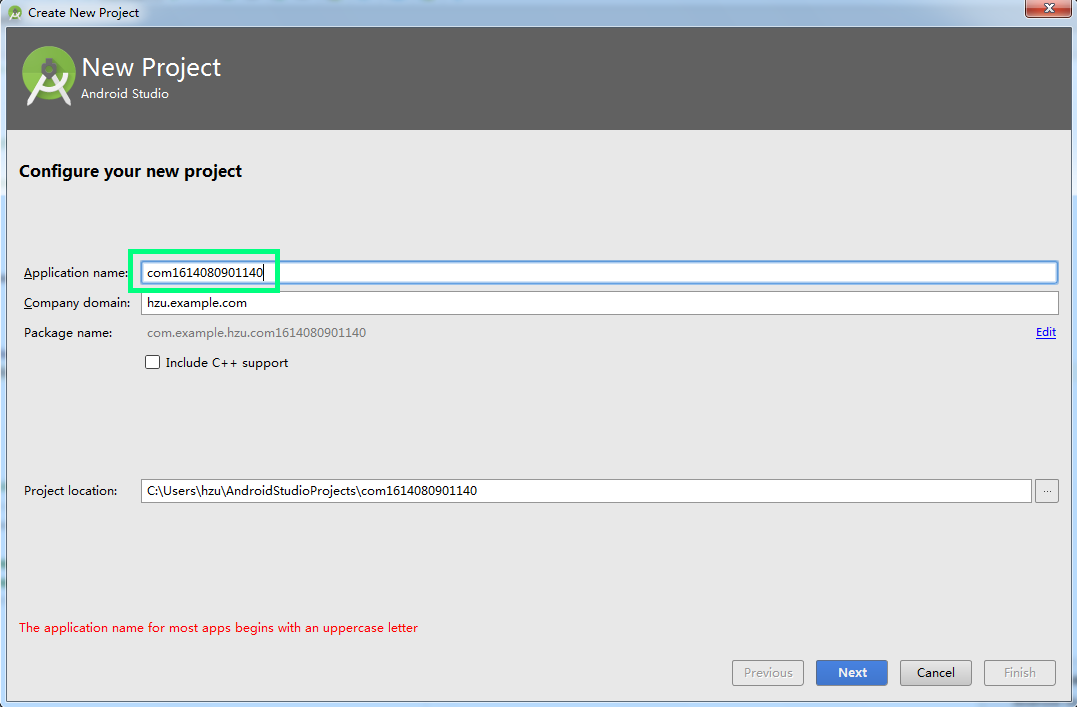 Create New Project
New Project
Android Studio
Configure your new project
Application name: com1614080901140
Company domain: hzu.example.com
Package name: com.example.hzu.com1614080901140 Edit
Include C++ support
Project location: C:\Users\hzu\AndroidStudioProjects\com1614080901140 ...
The application name for most apps begins with an uppercase letter
Previous Next Cancel Finish